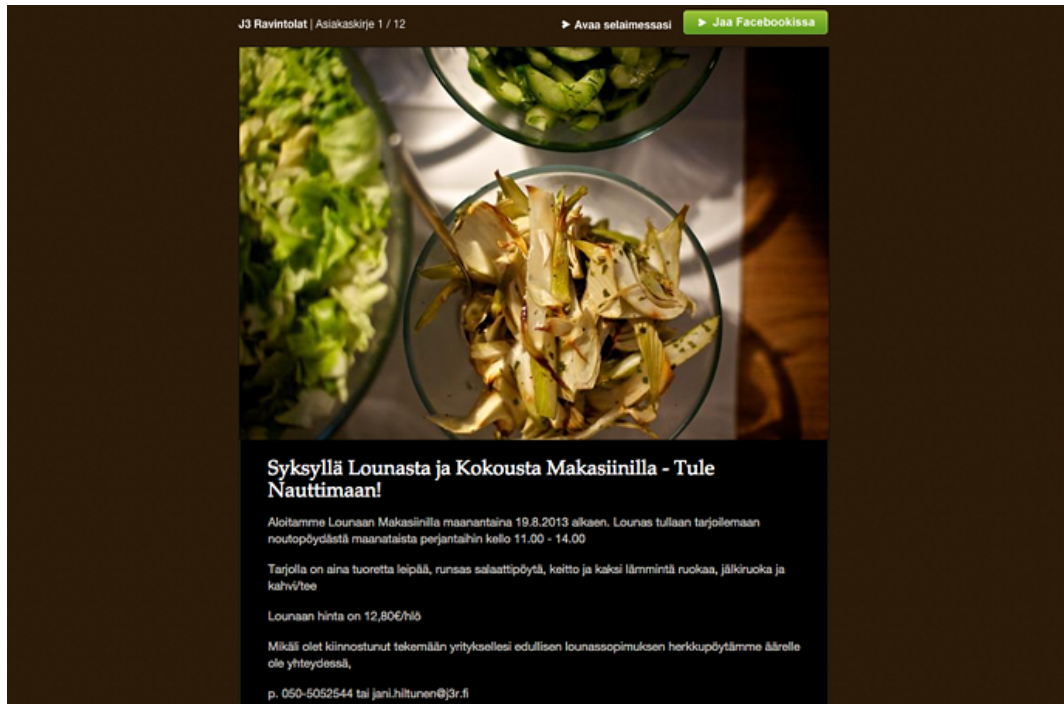 J3 Ravintolat | Asiakaskirje 1 / 12
Avaa selaimessasi
Jaa Facebookissa
Syksyllä Lounasta ja Kokousta Makasiinilla - Tule
Nauttimaan!
Aloitamme Lounaan Makasiinilla maanantaina 19.8.2013 alkaen. Lounas tullaan tarjoilemaan
noutopöydästä maanataista perjantaihin kello 11.00 - 14.00
Tarjolla on aina tuoretta leipää, runsas salaattipöytä, keitto ja kaksi lämmintä ruokaa, jälkiruoka ja
kahvi/tee
Lounaan hinta on 12,80€/hlö
Mikäli olet kiinnostunut tekemään yrityksellesi edullisen lounassopimuksen herkkupöytämme äärelle
ole yhteydessä,
p. 050-5052544 tai jani.hiltunen@j3r.fi